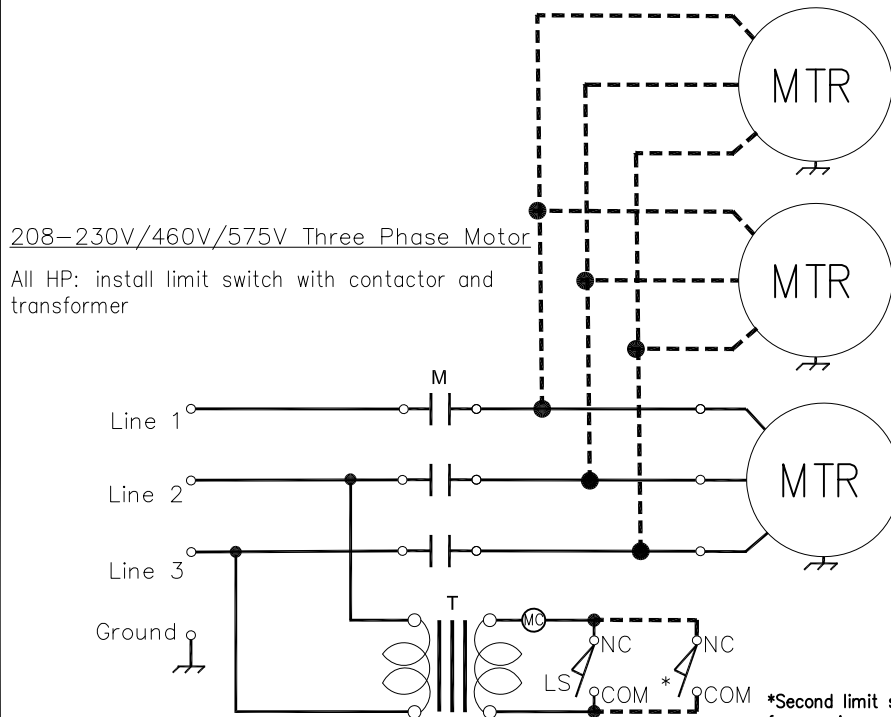 MTR
208-230V/460V/575V Three Phase Motor
MTR
All HP: install limit switch with contactor and
transformer
M
Line 1
Line 2
MTR
Line 3
T
Ground
MC
NC
NC
LS
*
COM
COM
*Second limit